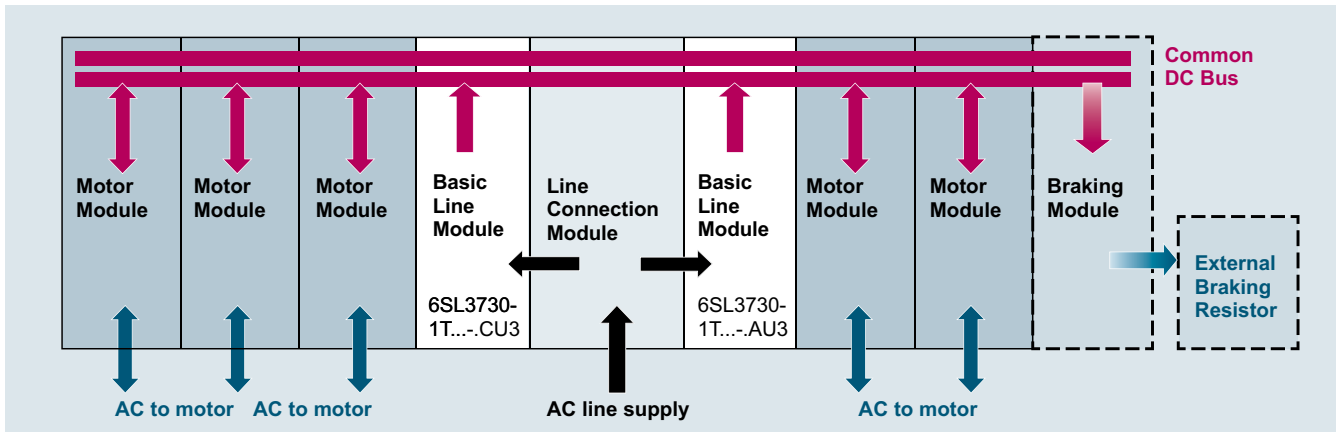 Common
DC Bus
Motor
Module
Motor
Module
Motor
Module
Basic
Line
Module
Line
Connection
Module
Basic
Line
Module
Motor
Module
Motor
Module
Braking
Module
6SL3730-
1T...-.CU3
6SL3730-
1T...-.AU3
External
Braking
Resistor
AC to motor
AC to motor
AC line supply
AC to motor